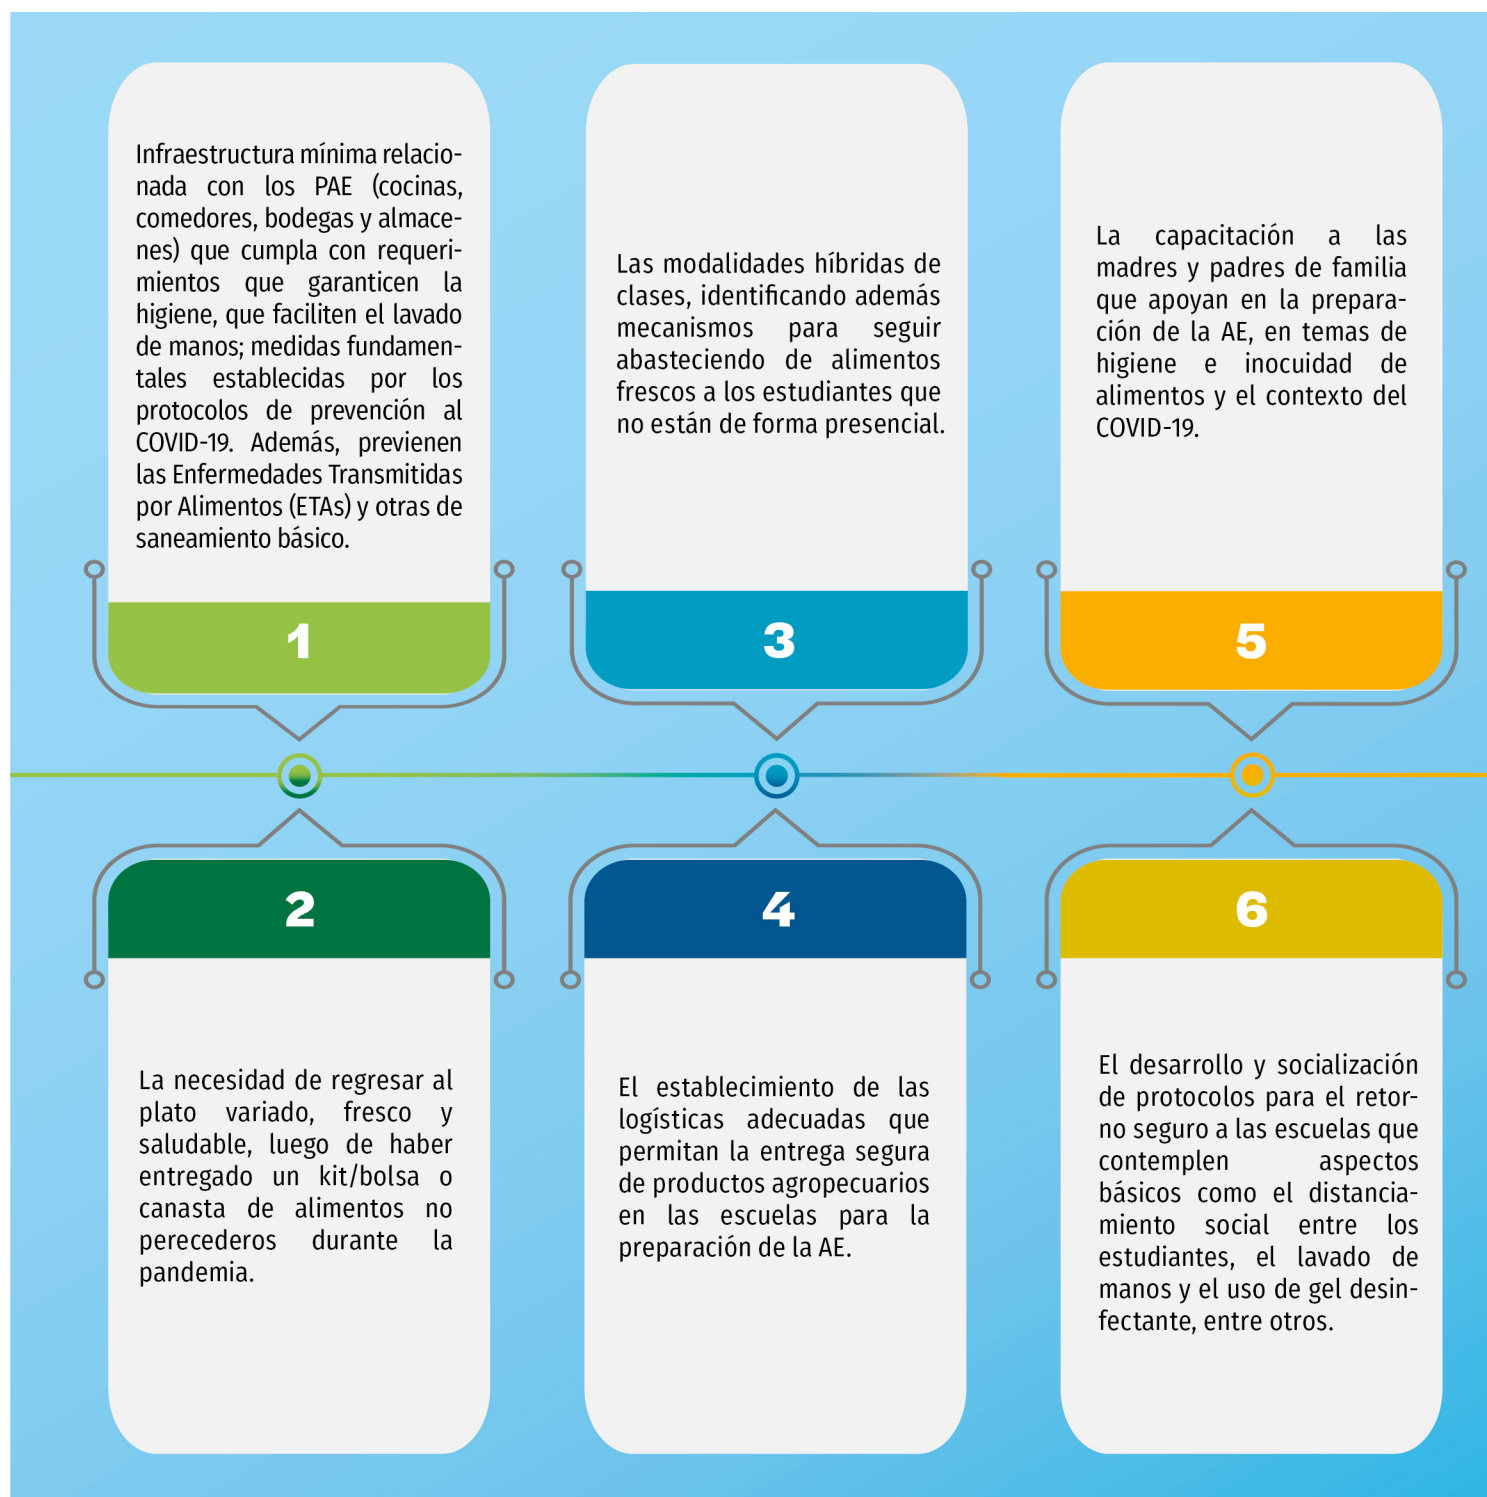 Infraestructura mínima relacio-
nada con los PAE (cocinas,
comedores, bodegas y almace-
nes) que cumpla con requeri-
mientos que garanticen la
higiene, que faciliten el lavado
de manos; medidas fundamen-
tales establecidas por los
protocolos de prevención al
COVID-19. Además, previenen
las Enfermedades Transmitidas
por Alimentos (ETAs) y otras de
saneamiento básico.
1
2
La necesidad de regresar al
plato variado, fresco y
saludable, luego de haber
entregado un kit/bolsa o
canasta de alimentos no
perecederos durante la
pandemia.
Las modalidades híbridas de
clases, identificando además
mecanismos para seguir
abasteciendo de alimentos
frescos a los estudiantes que
no están de forma presencial.
3
4
El establecimiento de las
logísticas adecuadas que
permitan la entrega segura
de productos agropecuarios
en las escuelas para la
preparación de la AE.
La capacitación a las
madres y padres de familia
que apoyan en la prepara-
ción de la AE, en temas de
higiene e inocuidad de
alimentos y el contexto del
COVID-19.
5
6
El desarrollo y socialización
de protocolos para el retor-
no seguro a las escuelas que
contemplen aspectos
básicos como el distancia-
miento social entre los
estudiantes, el lavado de
manos y el uso de gel desin-
fectante, entre otros.